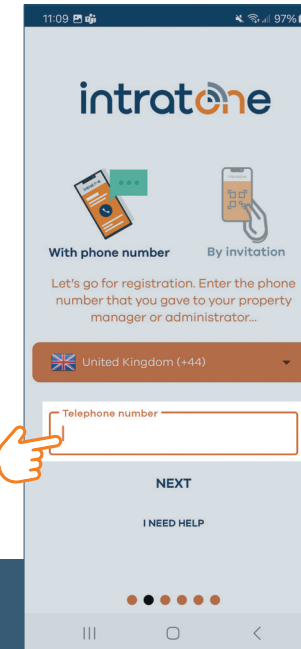 11:09 97%
intratone
With phone number By invitation
Let's go for registration. Enter the phone
number that you gave to your property
manager or administrator...
United Kingdom (+44)
Telephone number
NEXT
I NEED HELP